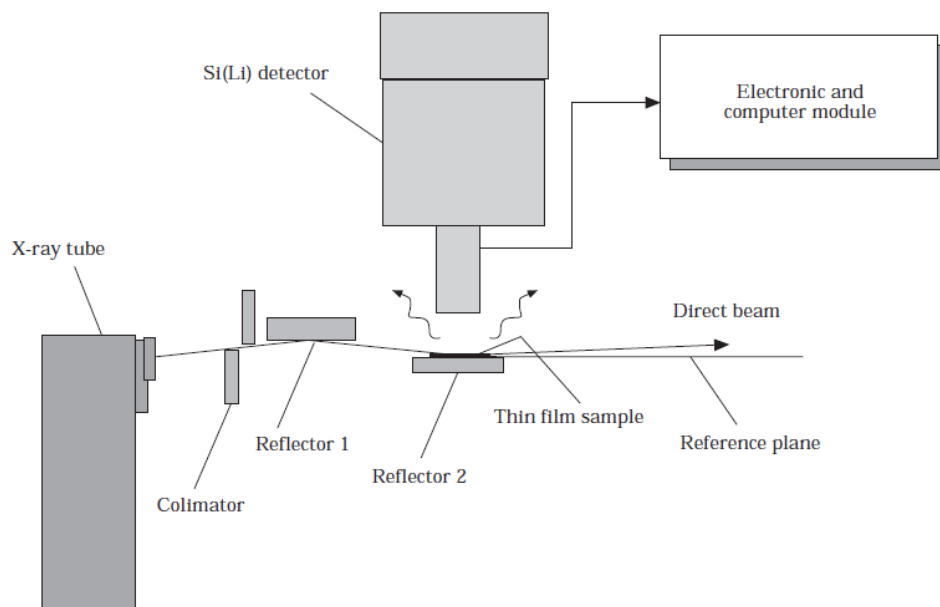 Si(Li) detector
Electronic and
computer module
X-ray tube
Direct beam
Thin film sample
Reflector 1
Reference plane
Reflector 2
Colimator